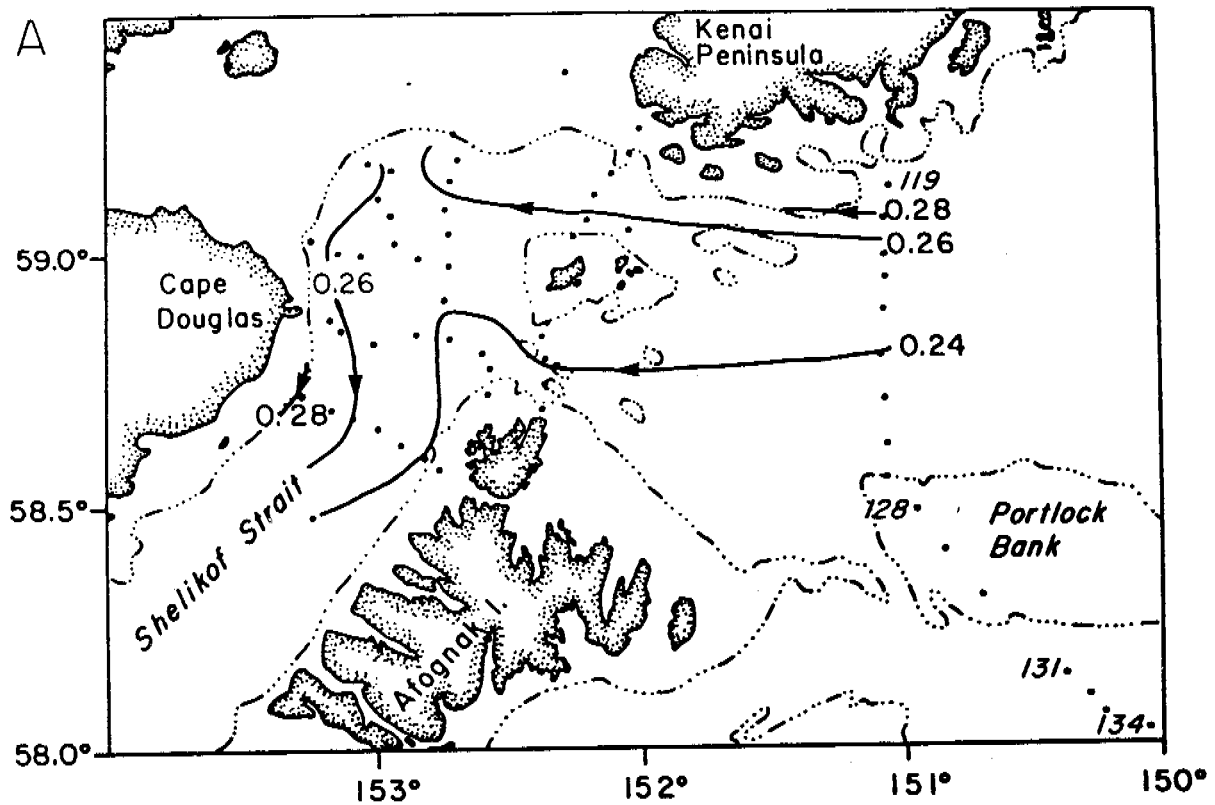 A
Kenai
Peninsula
119
0.28
0.26
59.0°
Cape
Douglas
0.26
0.24
0.28
58.5°
128
Portlock
Bank
Shelikof Strait
Afognak I.
131
134
58.0°
153°
152°
151°
150°